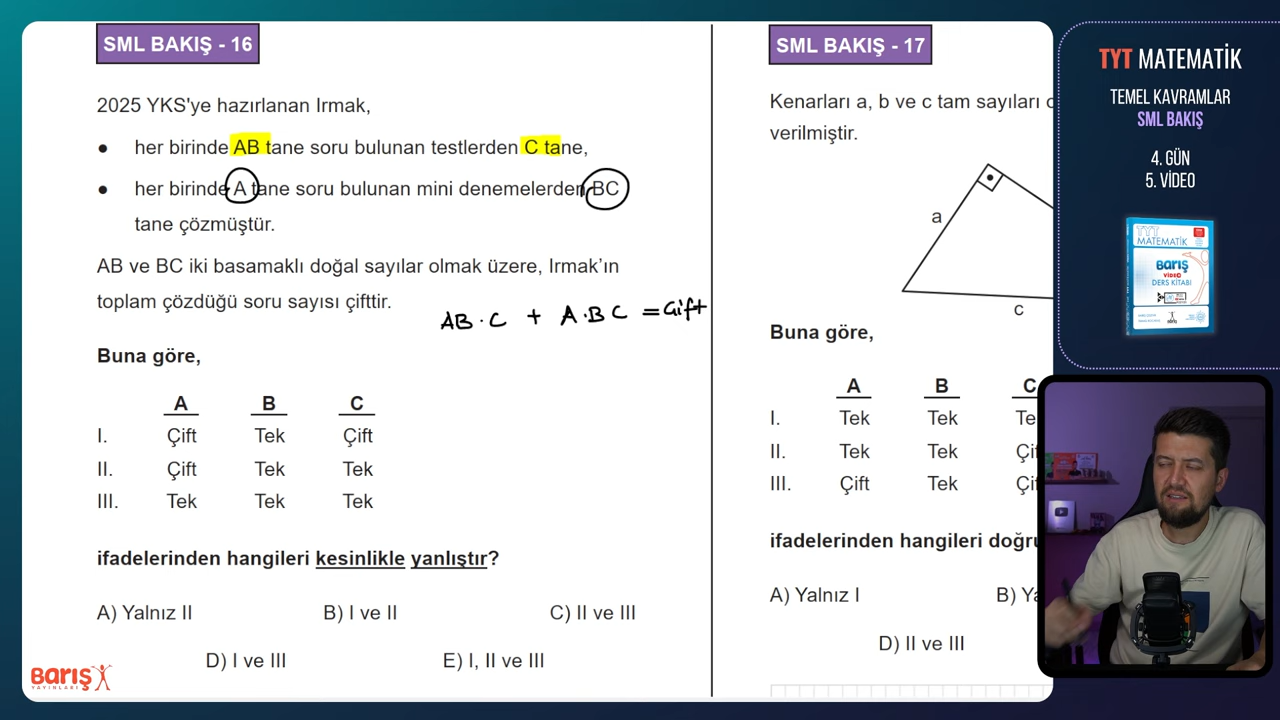 SML BAKIŞ - 16
2025 YKS'ye hazırlanan Irmak,
● her birinde AB tane soru bulunan testlerden C tane,
● her birinde A tane soru bulunan mini denemelerden BC
tane çözmüştür.
AB ve BC iki basamaklı doğal sayılar olmak üzere, Irmak'ın
toplam çözdüğü soru sayısı çifttir.
AB·C + A·BC = Çift
Buna göre,
A B C
I. Çift Tek Çift
II. Çift Tek Tek
III. Tek Tek Tek
ifadelerinden hangileri kesinlikle yanlıştır?
A) Yalnız II B) I ve II C) II ve III
D) I ve III E) I, II ve III
BARIŞ
YAYINLARI
SML BAKIŞ - 17
Kenarları a, b ve c tam sayıları
verilmiştir.
a
c
Buna göre,
A B C
I. Tek Tek Te
II. Tek Tek Çi
III. Çift Tek Çi
ifadelerinden hangileri doğru
A) Yalnız I B) Ya
D) II ve III
TYT MATEMATİK
TEMEL KAVRAMLAR
SML BAKIŞ
4. GÜN
5. VİDEO
TYT
MATEMATİK
BARIŞ
VİDEO
DERS KİTABI